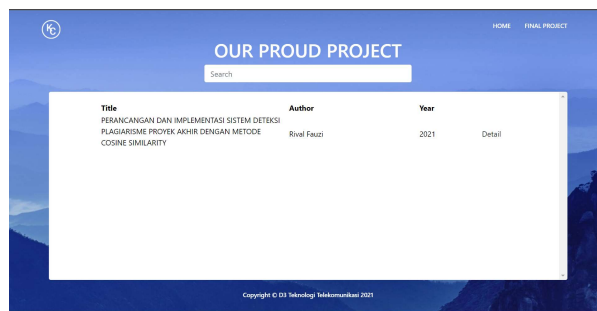 KC
HOME FINAL PROJECT
OUR PROUD PROJECT
Search
Title Author Year
PERANCANGAN DAN IMPLEMENTASI SISTEM DETEKSI
PLAGIARISME PROYEK AKHIR DENGAN METODE
COSINE SIMILARITY
Rival Fauzi 2021 Detail
Copyright © D3 Teknologi Telekomunikasi 2021